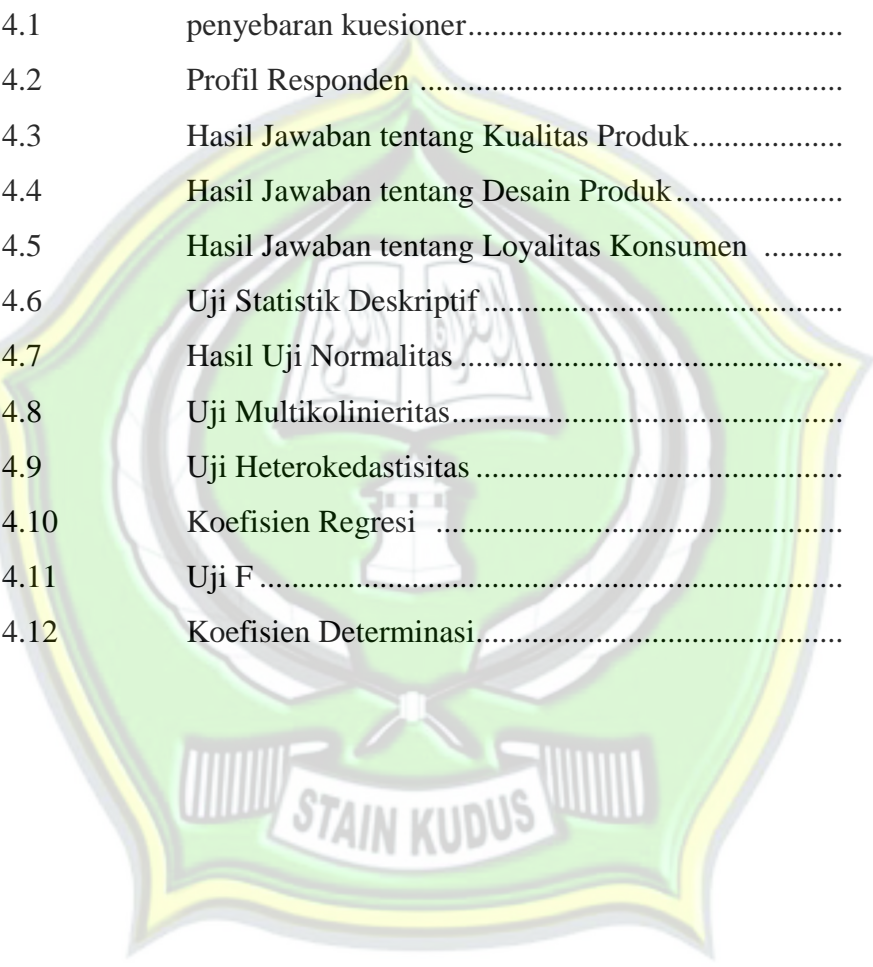 4.1 penyebaran kuesioner...............................................
4.2 Profil Responden .....................................................
4.3 Hasil Jawaban tentang Kualitas Produk...................
4.4 Hasil Jawaban tentang Desain Produk.....................
4.5 Hasil Jawaban tentang Loyalitas Konsumen ..........
4.6 Uji Statistik Deskriptif.............................................
4.7 Hasil Uji Normalitas................................................
4.8 Uji Multikolinieritas.................................................
4.9 Uji Heterokedastisitas..............................................
4.10 Koefisien Regresi ...................................................
4.11 Uji F.........................................................................
4.12 Koefisien Determinasi..............................................
STAIN KUDUS